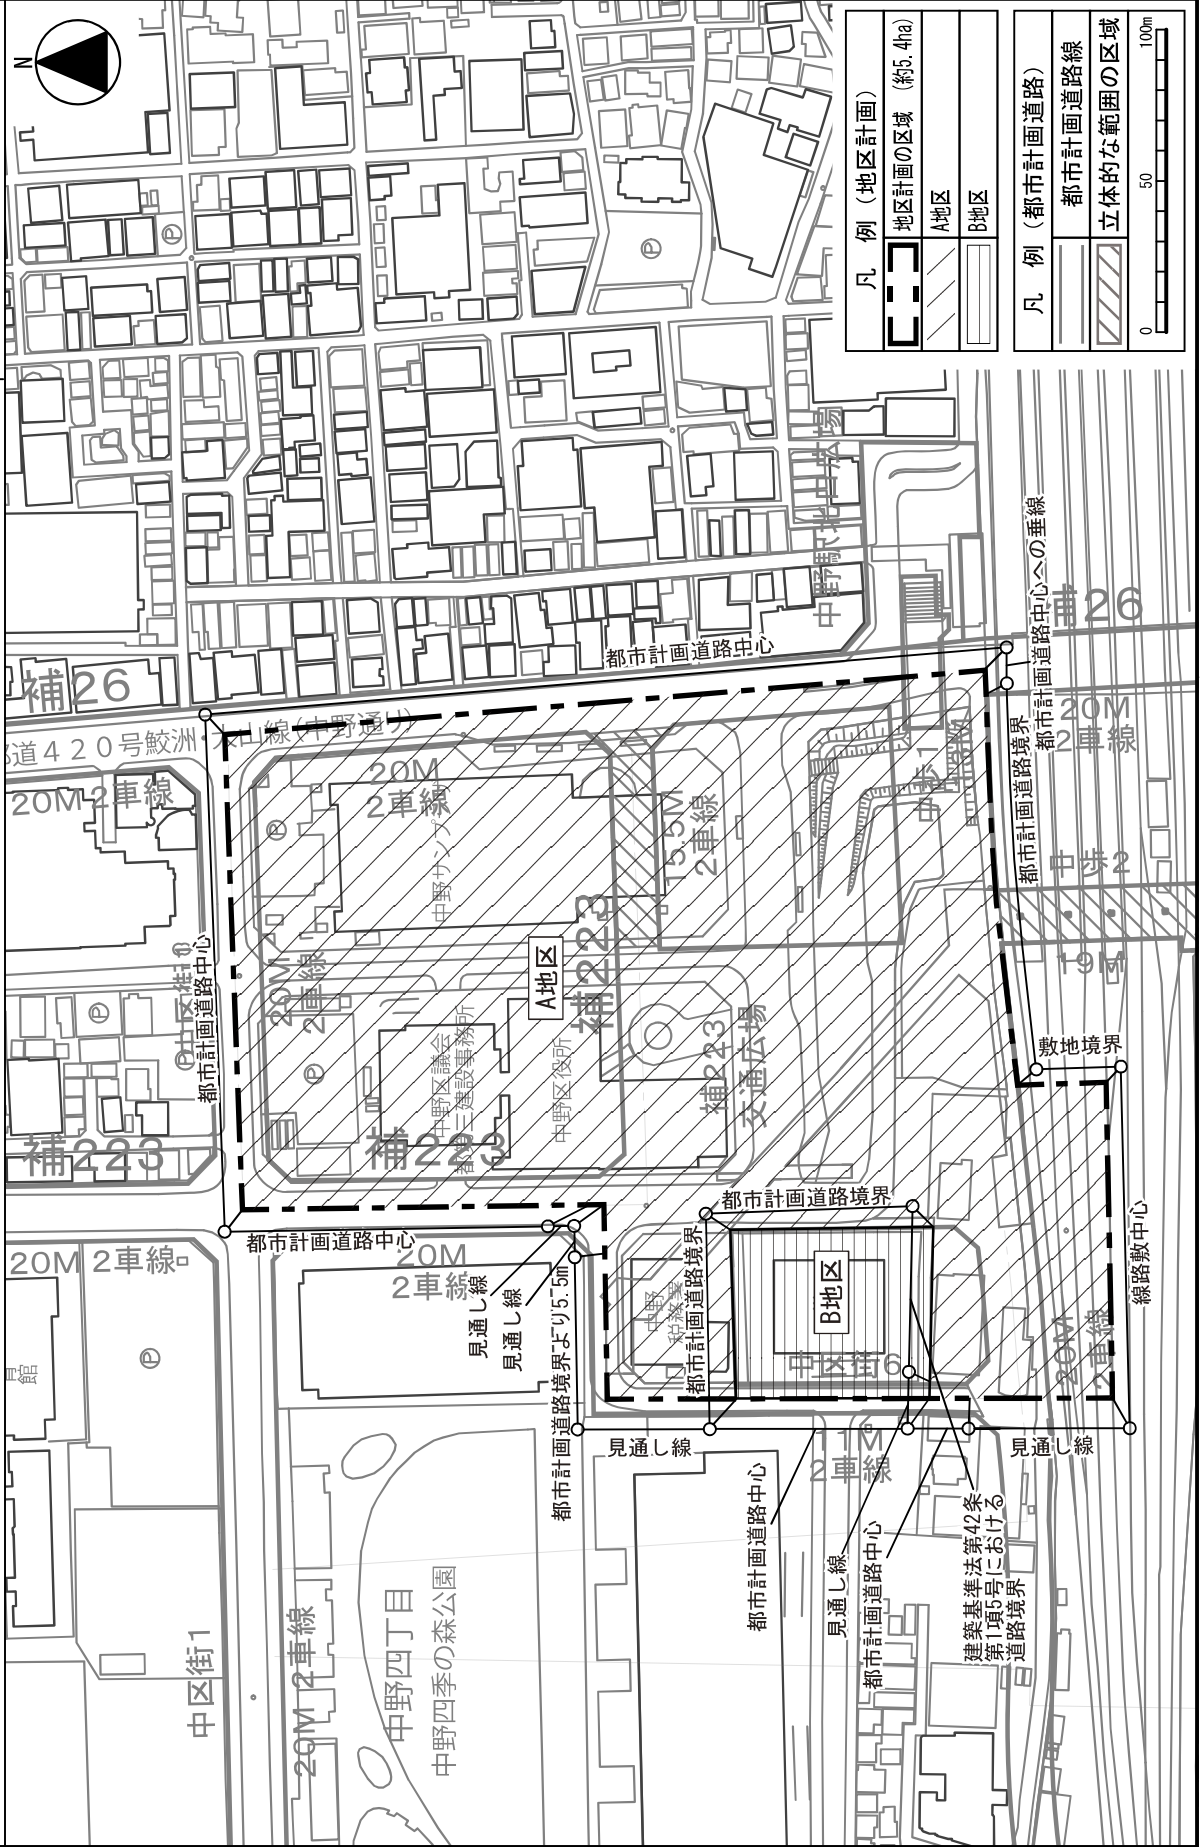 N
凡 例（地区計画）
地区計画の区域 （約5.4ha）
A地区
B地区
凡 例（都市計画道路）
都市計画道路線
立体的な範囲の区域
0 50 100m
補26
420号鮫洲
大山線(中野通り)
20M 2車線
都市計画道路中心
20M
2車線
中野サンプラザ
15.5M
2車線
補223
A地区
20M
2車線
中野区議会
都第三建設事務所
中野区役所
補223
補223
交通広場
補223
都市計画道路中心
都市計画道路中心
20M 2車線
20M
2車線
見通し線
見通し線
都市計画道路境界より5.5m
都市計画道路境界
都市計画道路境界
中野
税務署
B地区
中区街6
20M
2車線
見通し線
11M
2車線
見通し線
都市計画道路中心
見通し線
都市計画道路中心
建築基準法第42条
第1項5号における
道路境界
線路敷中心
敷地境界
19M
中歩2
中歩1
都市計画道路境界
都市計画道路中心への垂線
補26
20M
2車線
中区街1
20M 2車線
中野四丁目
中野四季の森公園
P
P
P
P
P
P
館